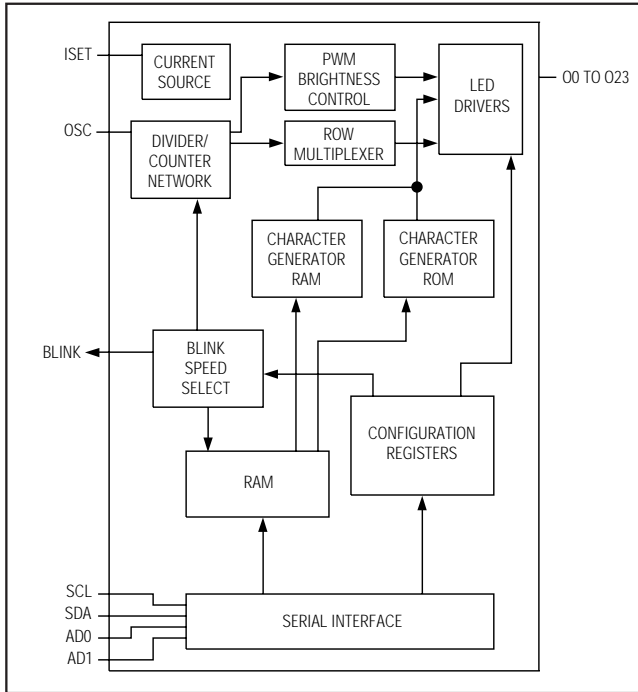 ISET
CURRENT
SOURCE
PWM
BRIGHTNESS
CONTROL
LED
DRIVERS
O0 TO O23
OSC
DIVIDER/
COUNTER
NETWORK
ROW
MULTIPLEXER
CHARACTER
GENERATOR
RAM
CHARACTER
GENERATOR
ROM
BLINK
BLINK
SPEED
SELECT
CONFIGURATION
REGISTERS
RAM
SCL
SDA
AD0
AD1
SERIAL INTERFACE